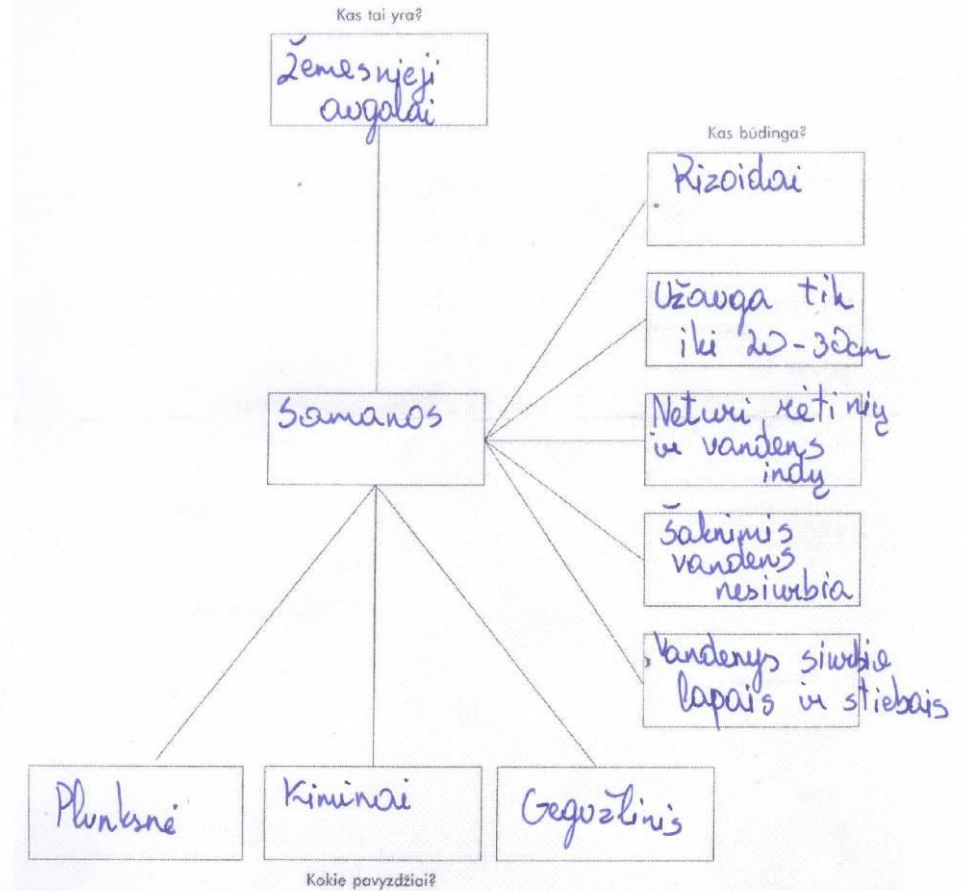 Kas tai yra?
Žemesnieji
augalai
Kas būdinga?
Rizoidai
Užauga tik
iki 20-30cm
Samanos
Neturi rėtinių
ir vandens
indų
Šaknimis
vandens
nesiurbia
Vandenys siurbia
lapais ir stiebais
Plunksnė
Kiminai
Gegužlinis
Kokie pavyzdžiai?